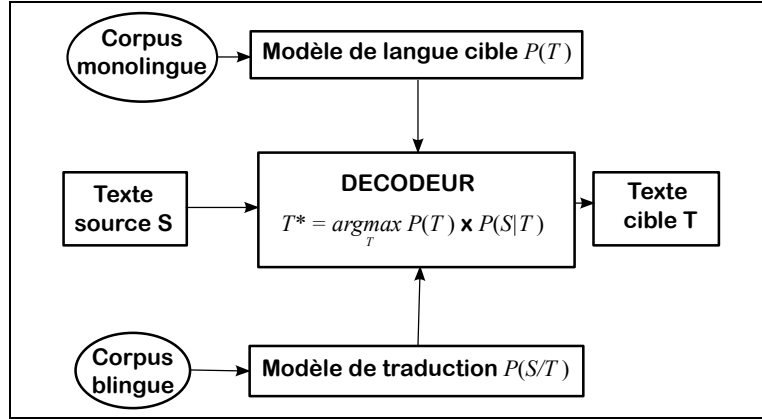 Corpus
monolingue
Modèle de langue cible P(T)
Texte
source S
DECODEUR
T* = argmax P(T) x P(S|T)
T
Texte
cible T
Corpus
blingue
Modèle de traduction P(S/T)